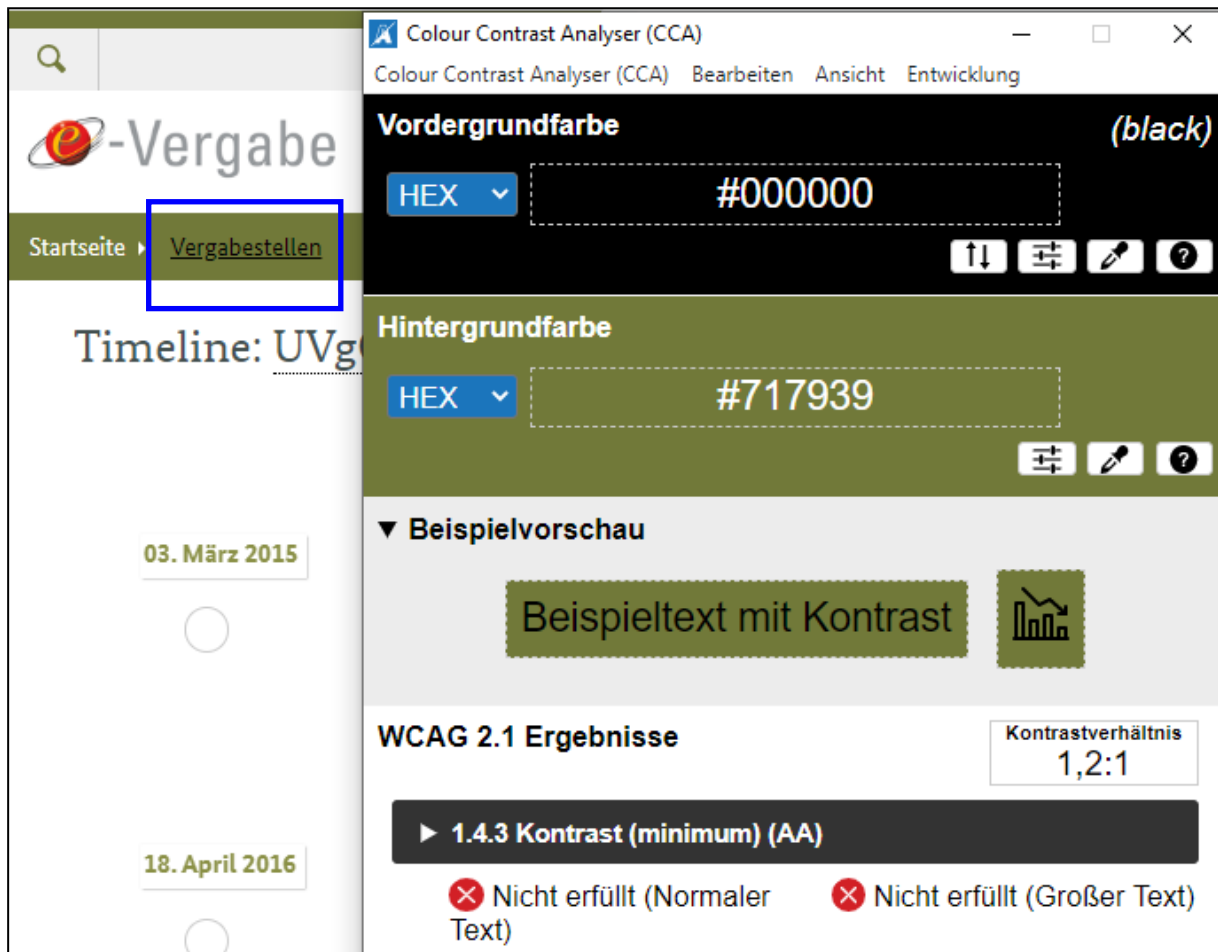 Colour Contrast Analyser (CCA)
Colour Contrast Analyser (CCA) Bearbeiten Ansicht Entwicklung
e-Vergabe
Startseite Vergabestellen
Timeline: UVg
03. März 2015
18. April 2016
Vordergrundfarbe (black)
HEX #000000
Hintergrundfarbe
HEX #717939
▼ Beispielvorschau
Beispieltext mit Kontrast
WCAG 2.1 Ergebnisse
Kontrastverhältnis
1,2:1
▶ 1.4.3 Kontrast (minimum) (AA)
Nicht erfüllt (Normaler
Text)
Nicht erfüllt (Großer Text)